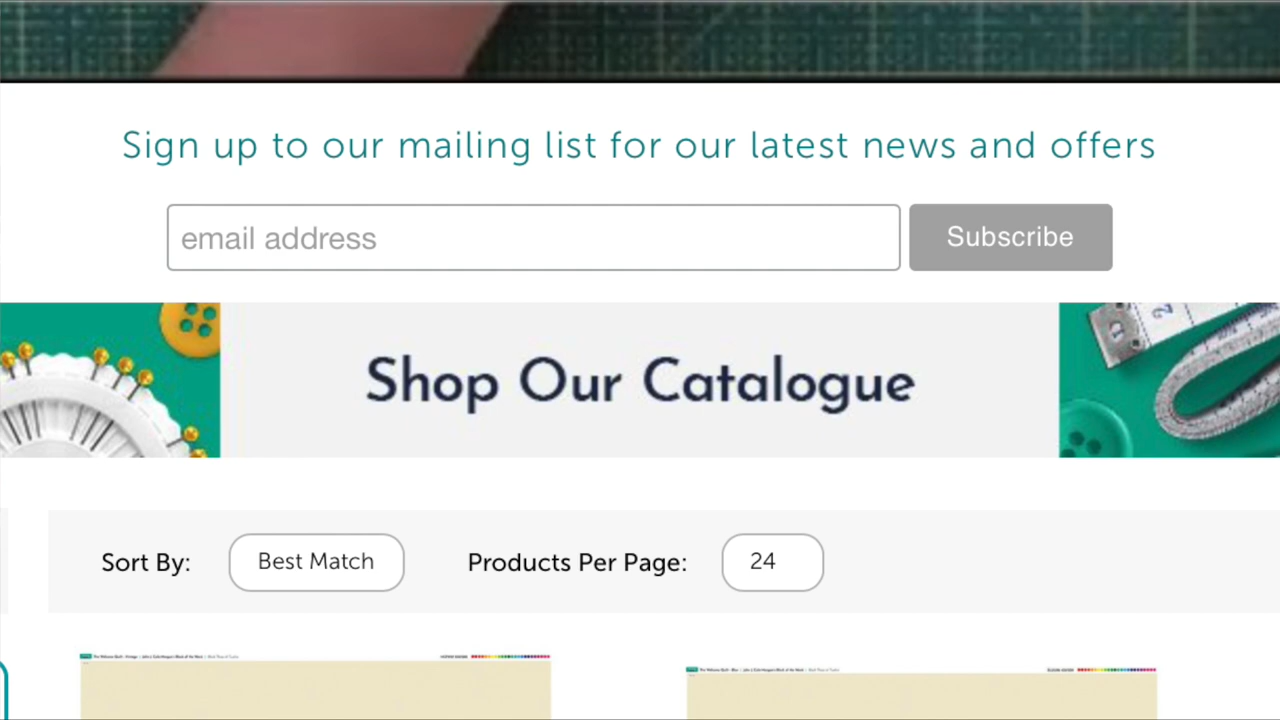 Sign up to our mailing list for our latest news and offers
email address
Subscribe
Shop Our Catalogue
Sort By:
Best Match
Products Per Page:
24